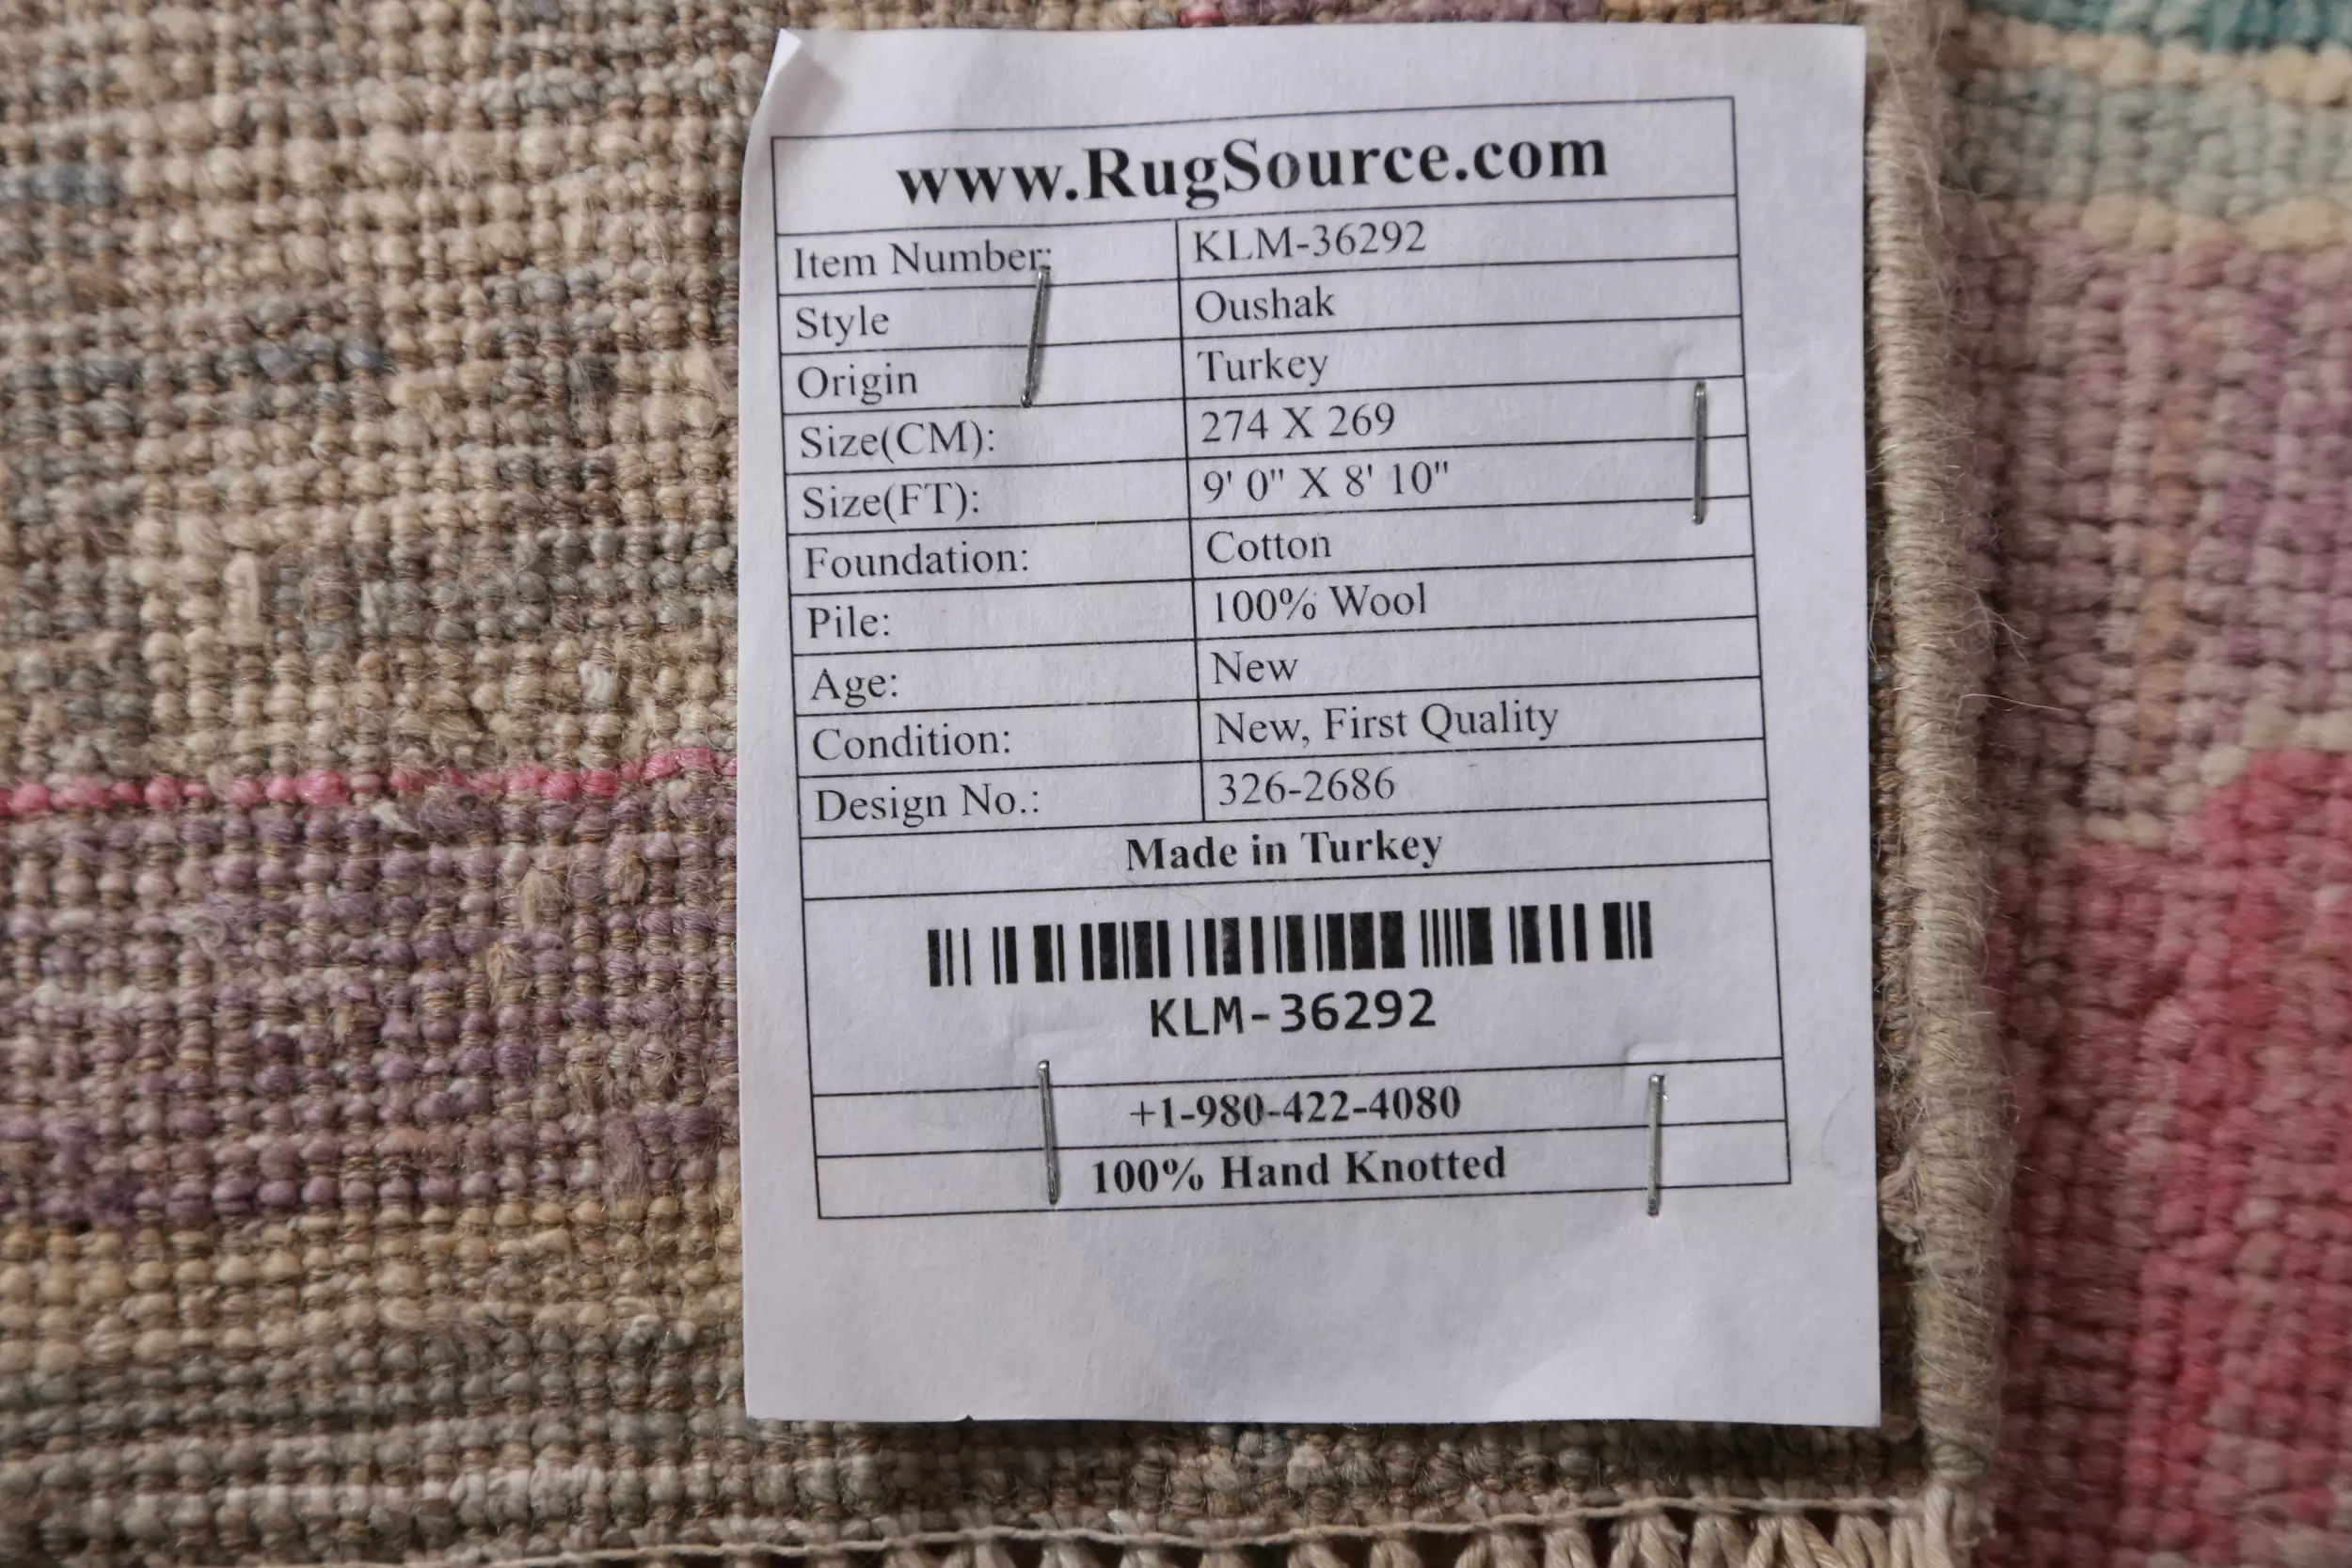 www.RugSource.com
Item Number: KLM-36292
Style Oushak
Origin Turkey
Size(CM): 274 X 269
Size(FT): 9' 0" X 8' 10"
Foundation: Cotton
Pile: 100% Wool
Age: New
Condition: New, First Quality
Design No.: 326-2686
Made in Turkey
KLM-36292
+1-980-422-4080
100% Hand Knotted